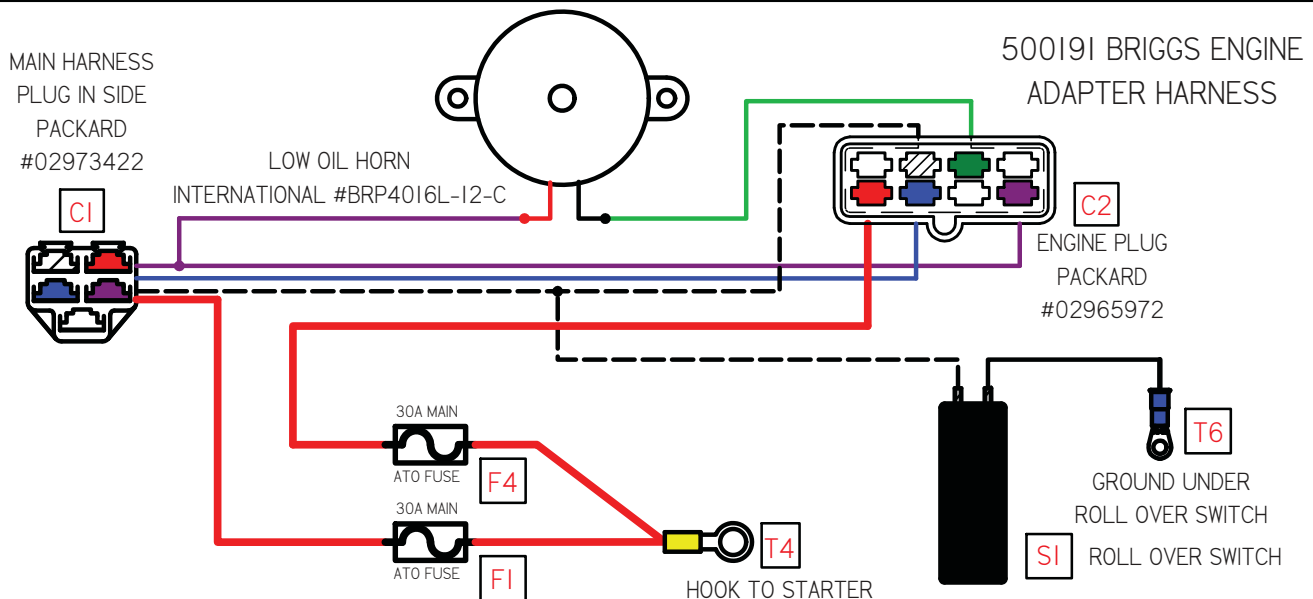 MAIN HARNESS
PLUG IN SIDE
PACKARD
#02973422
C1
LOW OIL HORN
INTERNATIONAL #BRP4016L-12-C
500191 BRIGGS ENGINE
ADAPTER HARNESS
C2
ENGINE PLUG
PACKARD
#02965972
30A MAIN
ATO FUSE
F4
30A MAIN
ATO FUSE
F1
T4
HOOK TO STARTER
T6
GROUND UNDER
ROLL OVER SWITCH
S1
ROLL OVER SWITCH